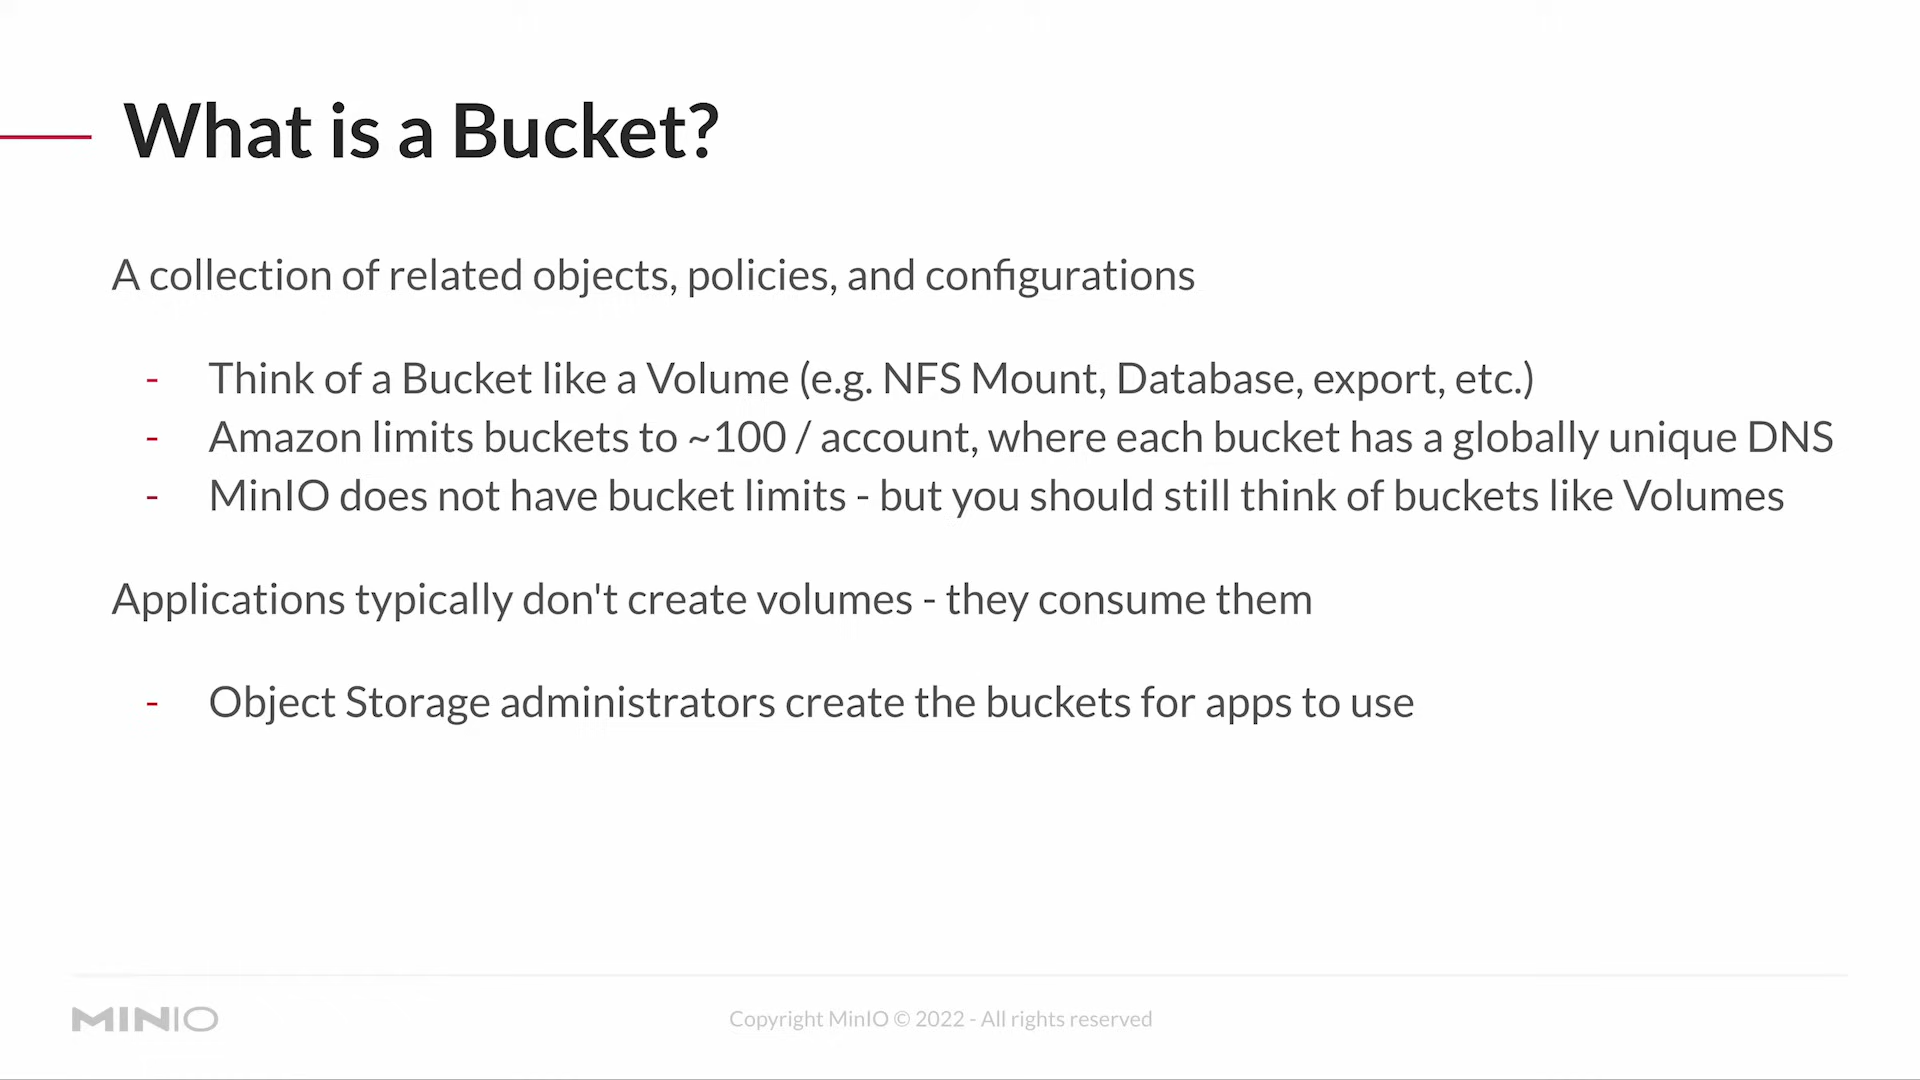 What is a Bucket?
A collection of related objects, policies, and configurations
- Think of a Bucket like a Volume (e.g. NFS Mount, Database, export, etc.)
- Amazon limits buckets to ~100 / account, where each bucket has a globally unique DNS
- MinIO does not have bucket limits - but you should still think of buckets like Volumes
Applications typically don't create volumes - they consume them
- Object Storage administrators create the buckets for apps to use
MINIO
Copyright MinIO © 2022 - All rights reserved